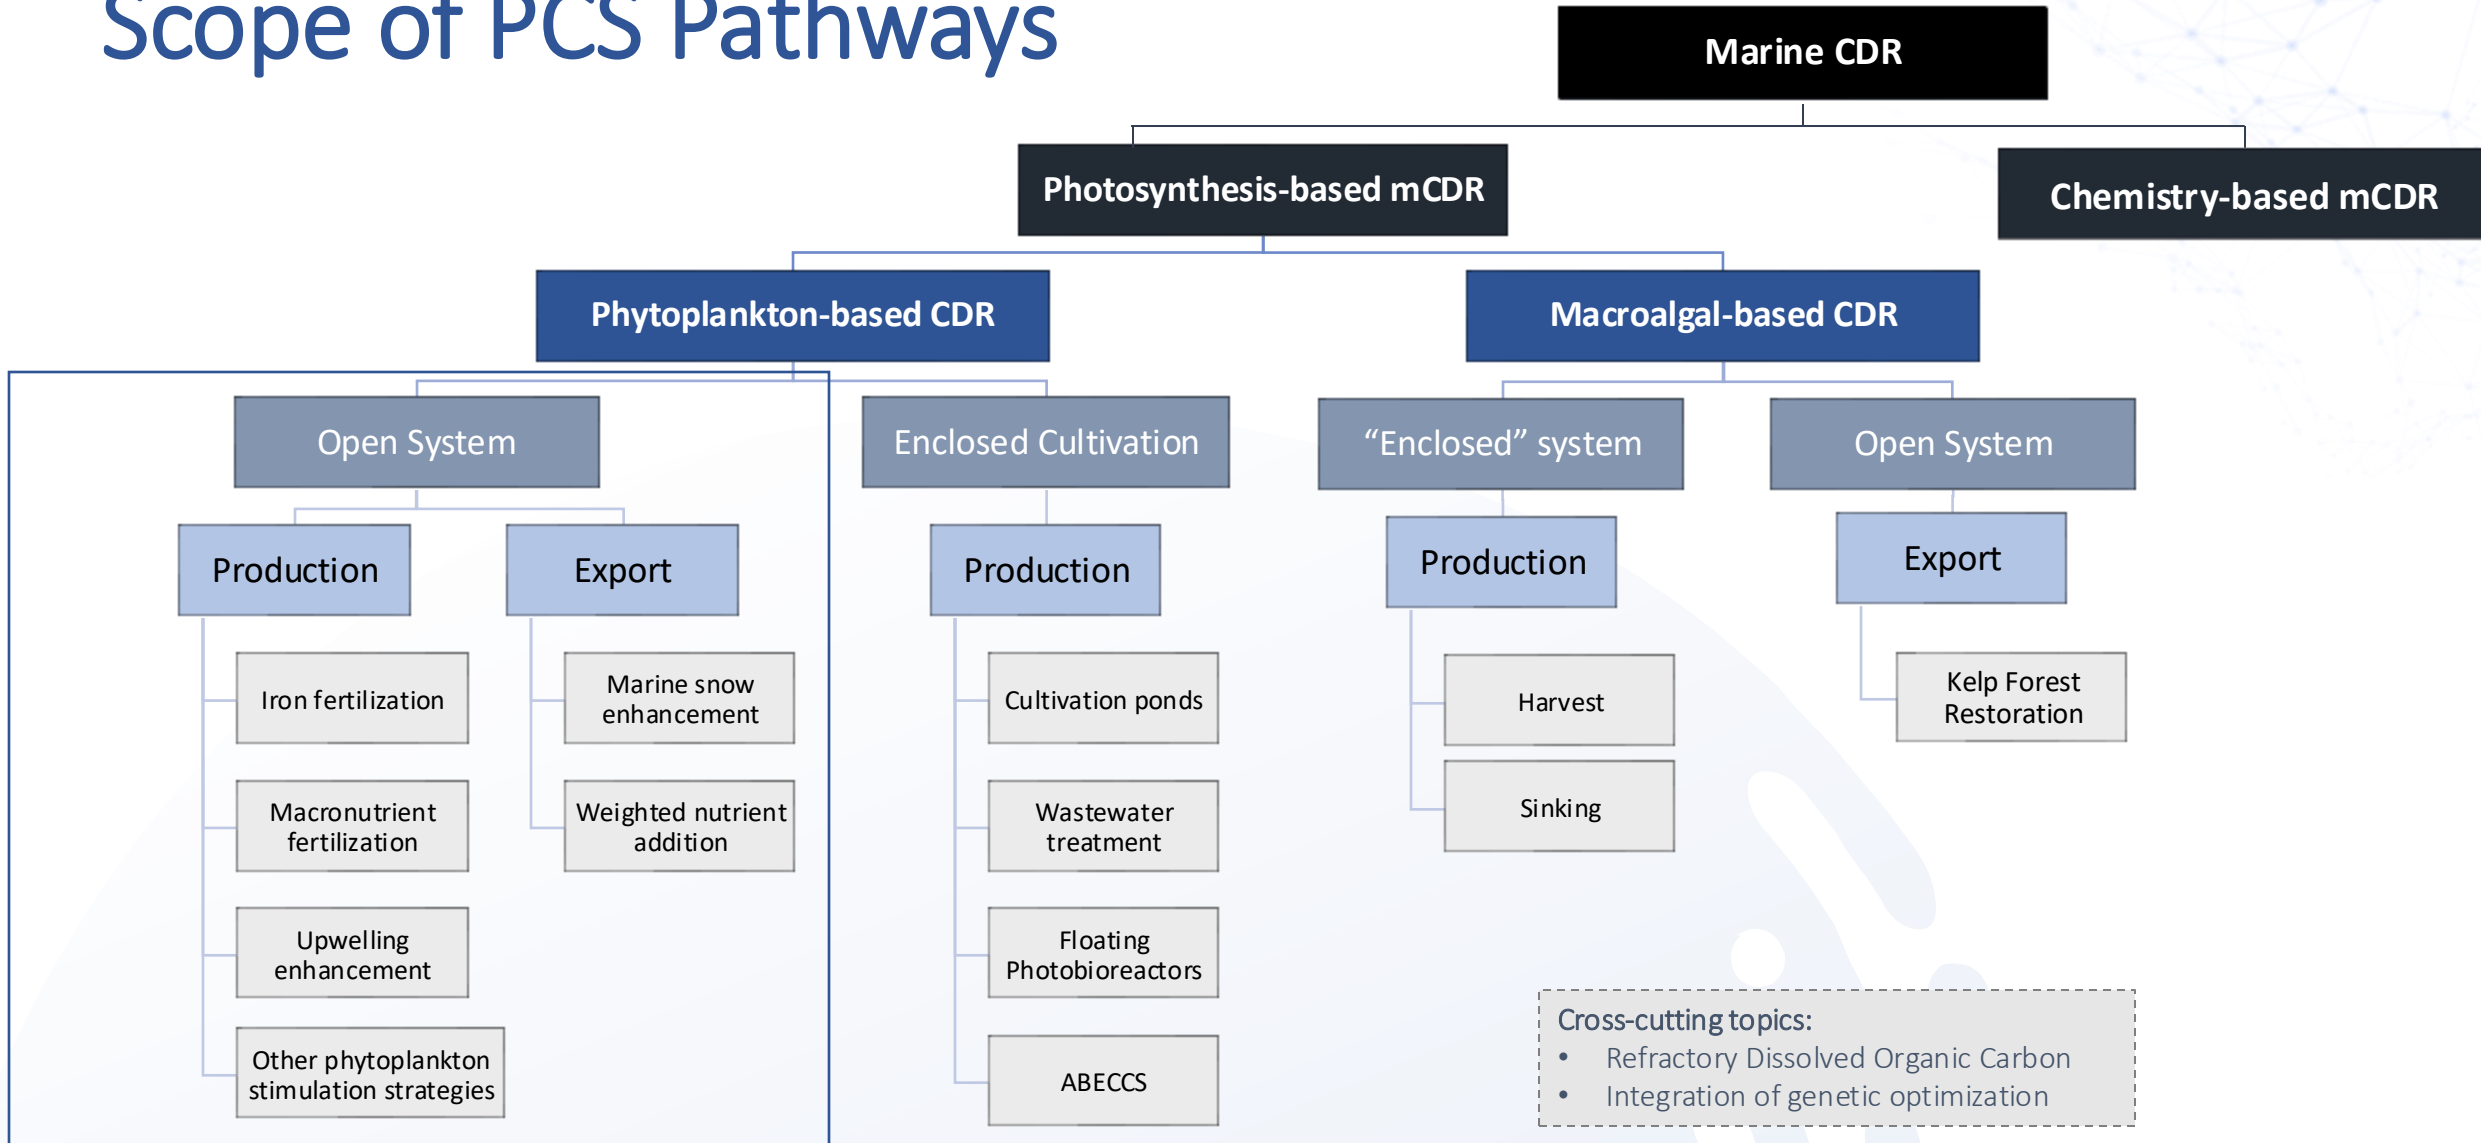 Scope of PCS Pathways
Marine CDR
Photosynthesis-based mCDR
Chemistry-based mCDR
Phytoplankton-based CDR
Macroalgal-based CDR
Open System
Enclosed Cultivation
“Enclosed” system
Open System
Production
Export
Production
Production
Export
Iron fertilization
Macronutrient
fertilization
Upwelling
enhancement
Other phytoplankton
stimulation strategies
Marine snow
enhancement
Weighted nutrient
addition
Cultivation ponds
Wastewater
treatment
Floating
Photobioreactors
ABECCS
Harvest
Sinking
Kelp Forest
Restoration
Cross-cutting topics:
• Refractory Dissolved Organic Carbon
• Integration of genetic optimization